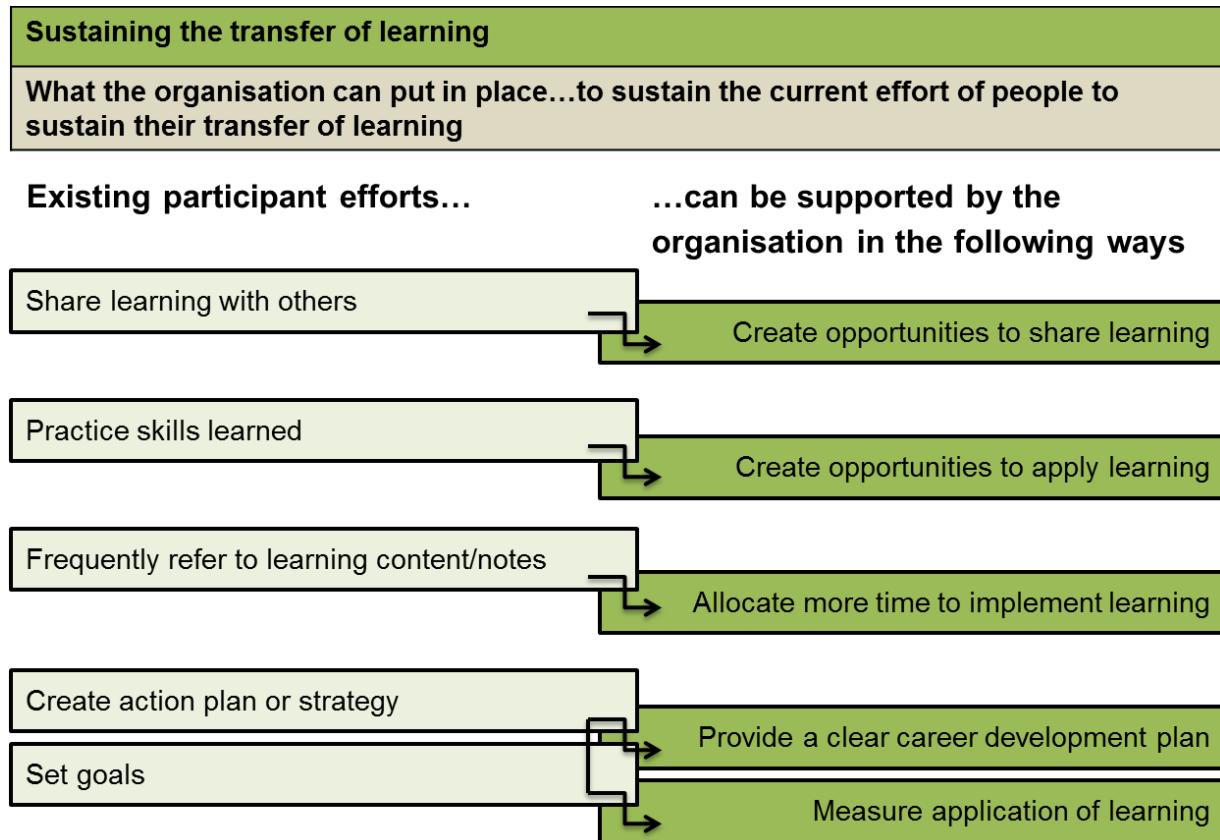 Sustaining the transfer of learning
What the organisation can put in place…to sustain the current effort of people to
sustain their transfer of learning
Existing participant efforts…
…can be supported by the
organisation in the following ways
Share learning with others
Create opportunities to share learning
Practice skills learned
Create opportunities to apply learning
Frequently refer to learning content/notes
Allocate more time to implement learning
Create action plan or strategy
Provide a clear career development plan
Set goals
Measure application of learning